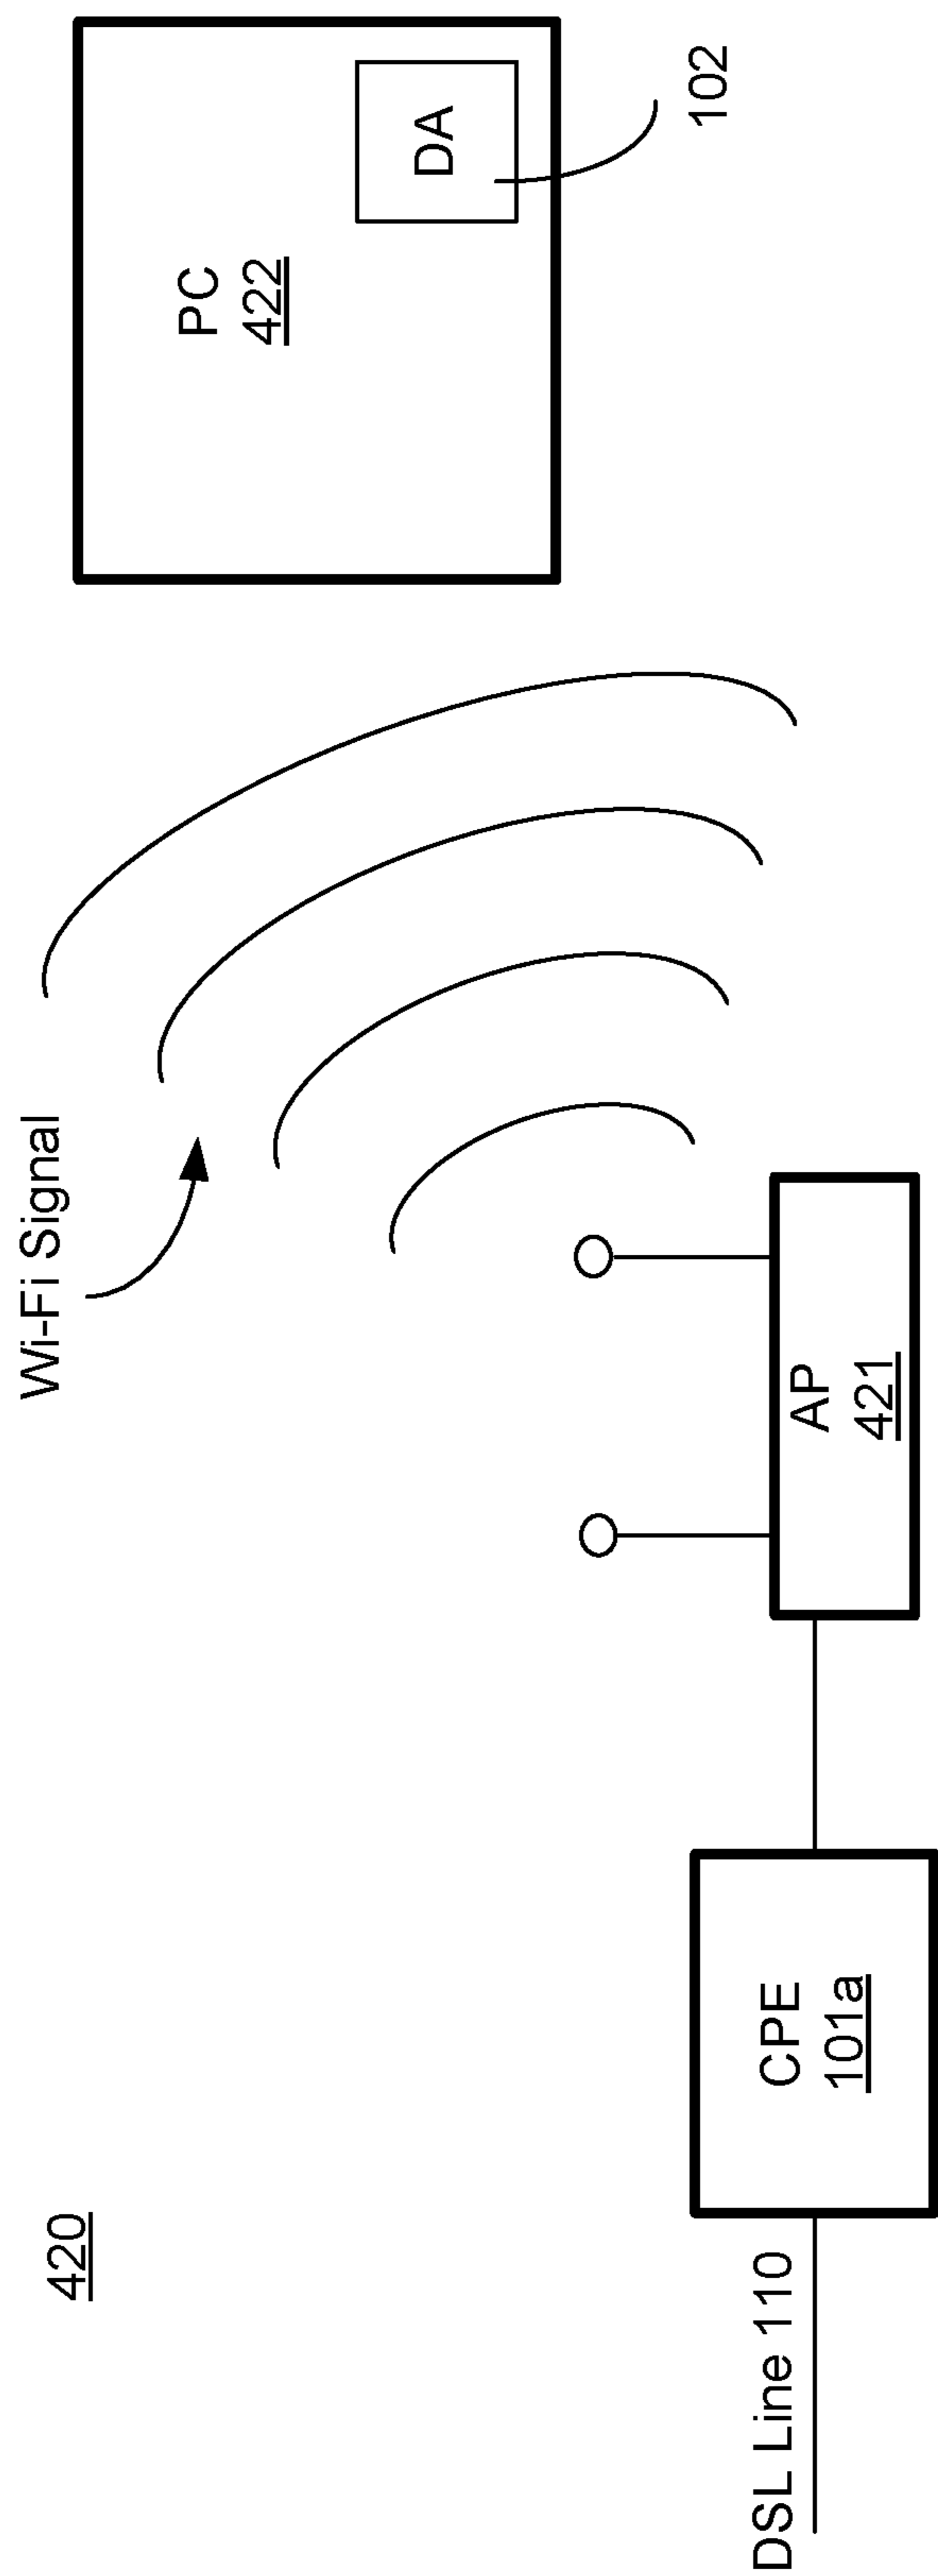 420
DSL Line 110
CPE
101a
AP
421
Wi-Fi Signal
PC
422
DA
102